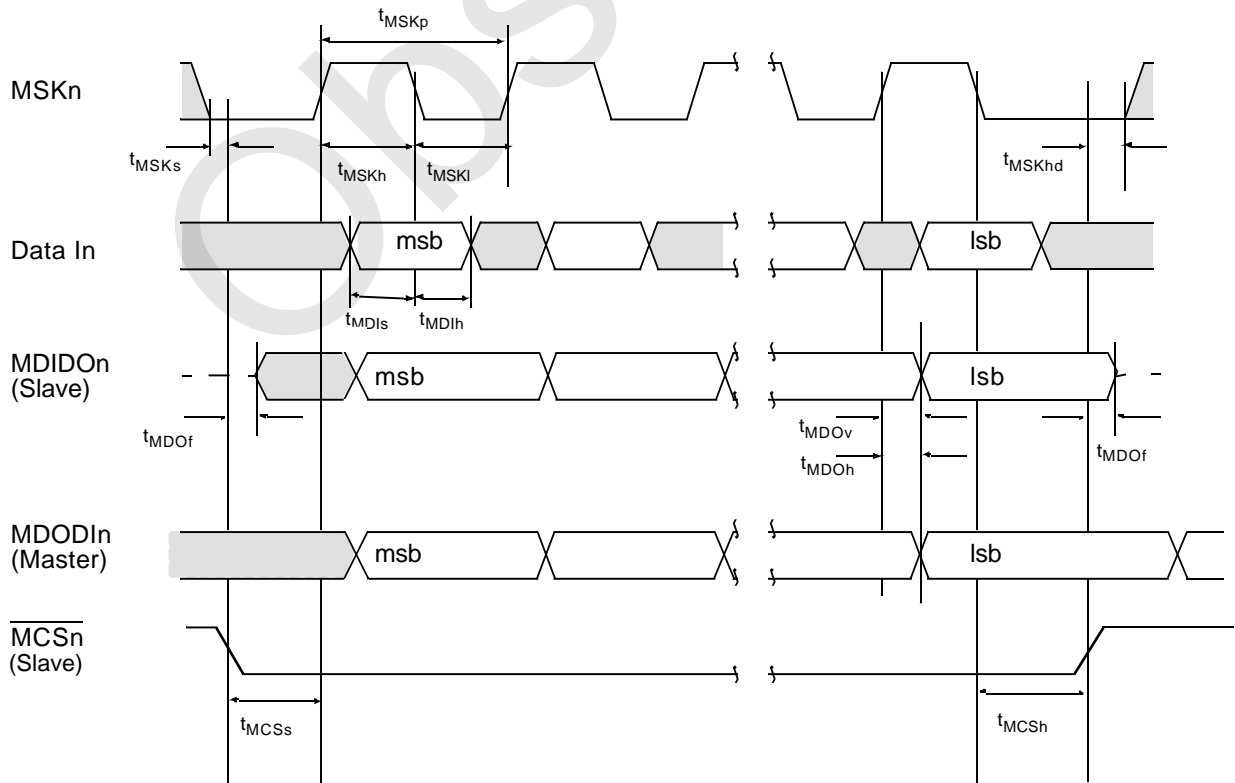 Obs
tMSKp
MSKn
tMSKs
tMSKh
tMSKl
tMSKhd
Data In
msb
lsb
tMDIs
tMDIh
MDIDOn
(Slave)
msb
lsb
tMDOf
tMDOv
tMDOh
tMDOf
MDODIn
(Master)
msb
lsb
MCSn
(Slave)
tMCSs
tMCSh